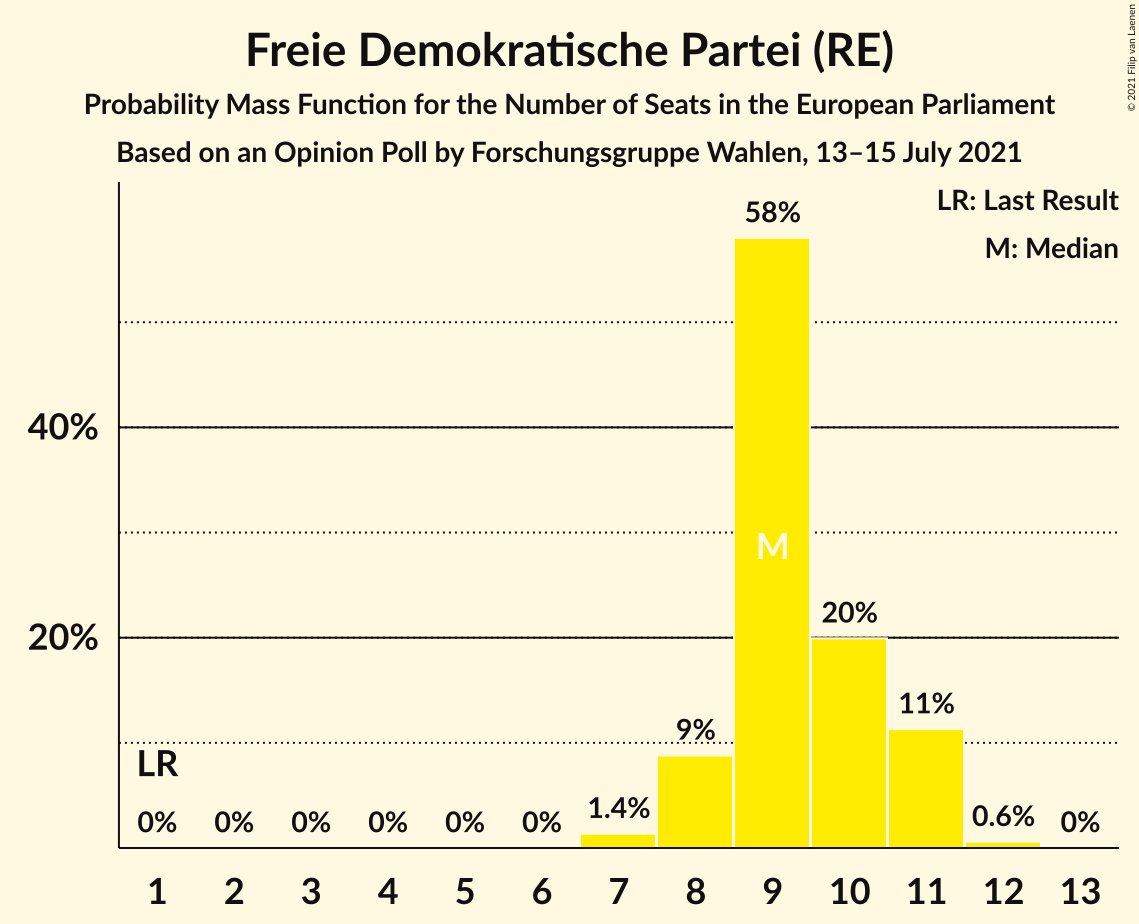 Freie Demokratische Partei (RE)
Probability Mass Function for the Number of Seats in the European Parliament
Based on an Opinion Poll by Forschungsgruppe Wahlen, 13–15 July 2021
© 2021 Filip van Laenen
LR: Last Result
M: Median
58%
40%
M
20%
20%
11%
9%
LR
1.4%
0.6%
0% 0% 0% 0% 0% 0% 0%
1 2 3 4 5 6 7 8 9 10 11 12 13